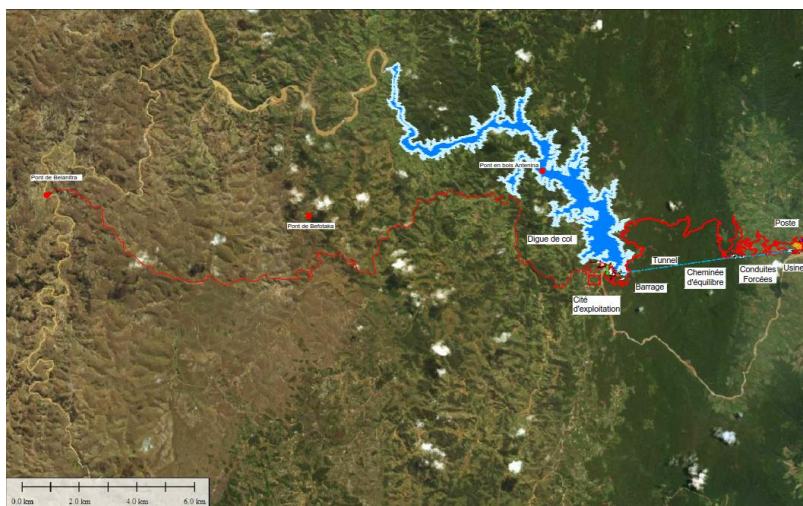 Pont en bois Antenina
Pont de Belanitra
Pont de Befotaka
Poste
Digue de col
Tunnel
Usine
Cheminée
d'équilibre
Conduites
Forcées
Barrage
Cité
d'exploitation
0.0 km 2.0 km 4.0 km 6.0 km